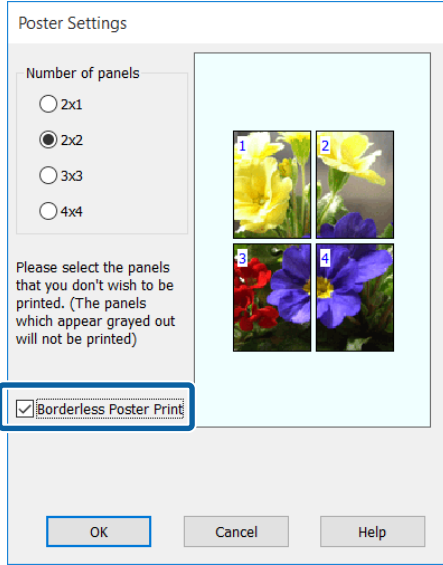 Poster Settings
Number of panels
2x1
2x2
3x3
4x4
1
2
3
4
Please select the panels
that you don't wish to be
printed. (The panels
which appear grayed out
will not be printed)
Borderless Poster Print
OK
Cancel
Help